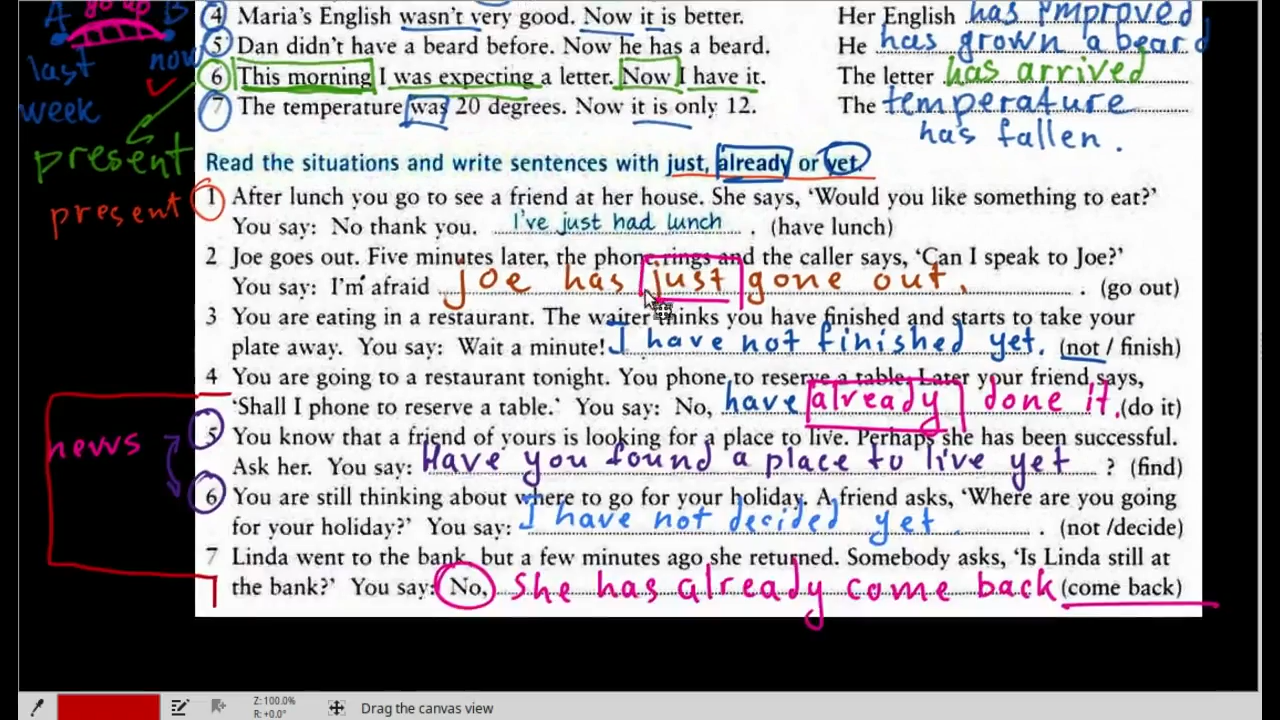 A go up B
last now
week
present
present
④ Maria's English wasn't very good. Now it is better. Her English has improved
⑤ Dan didn't have a beard before. Now he has a beard. He has grown a beard
⑥ This morning I was expecting a letter. Now I have it. The letter has arrived
⑦ The temperature was 20 degrees. Now it is only 12. The temperature
has fallen.
Read the situations and write sentences with just, already or yet.
1 After lunch you go to see a friend at her house. She says, ‘Would you like something to eat?’
You say: No thank you. I've just had lunch . (have lunch)
2 Joe goes out. Five minutes later, the phone rings and the caller says, ‘Can I speak to Joe?’
You say: I'm afraid Joe has just gone out. . (go out)
3 You are eating in a restaurant. The waiter thinks you have finished and starts to take your
plate away. You say: Wait a minute! I have not finished yet. (not / finish)
4 You are going to a restaurant tonight. You phone to reserve a table. Later your friend says,
‘Shall I phone to reserve a table.’ You say: No, have already done it. (do it)
news
5 You know that a friend of yours is looking for a place to live. Perhaps she has been successful.
Ask her. You say: Have you found a place to live yet ? (find)
6 You are still thinking about where to go for your holiday. A friend asks, ‘Where are you going
for your holiday?’ You say: I have not decided yet . (not /decide)
7 Linda went to the bank, but a few minutes ago she returned. Somebody asks, ‘Is Linda still at
the bank?’ You say: No, she has already come back (come back)
Z: 100.0%
R: +0.0°
Drag the canvas view